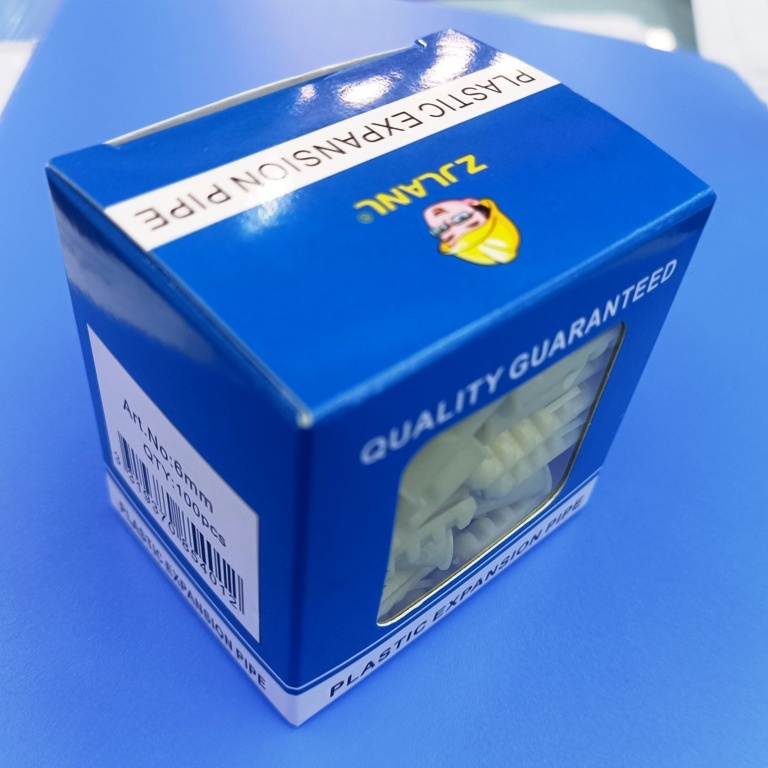 PLASTIC EXPANSION PIPE
ZJLANL®
QUALITY GUARANTEED
PLASTIC EXPANSION PIPE
Art.No:6mm
QTY:100pcs
PLASTIC EXPANSION PIPE